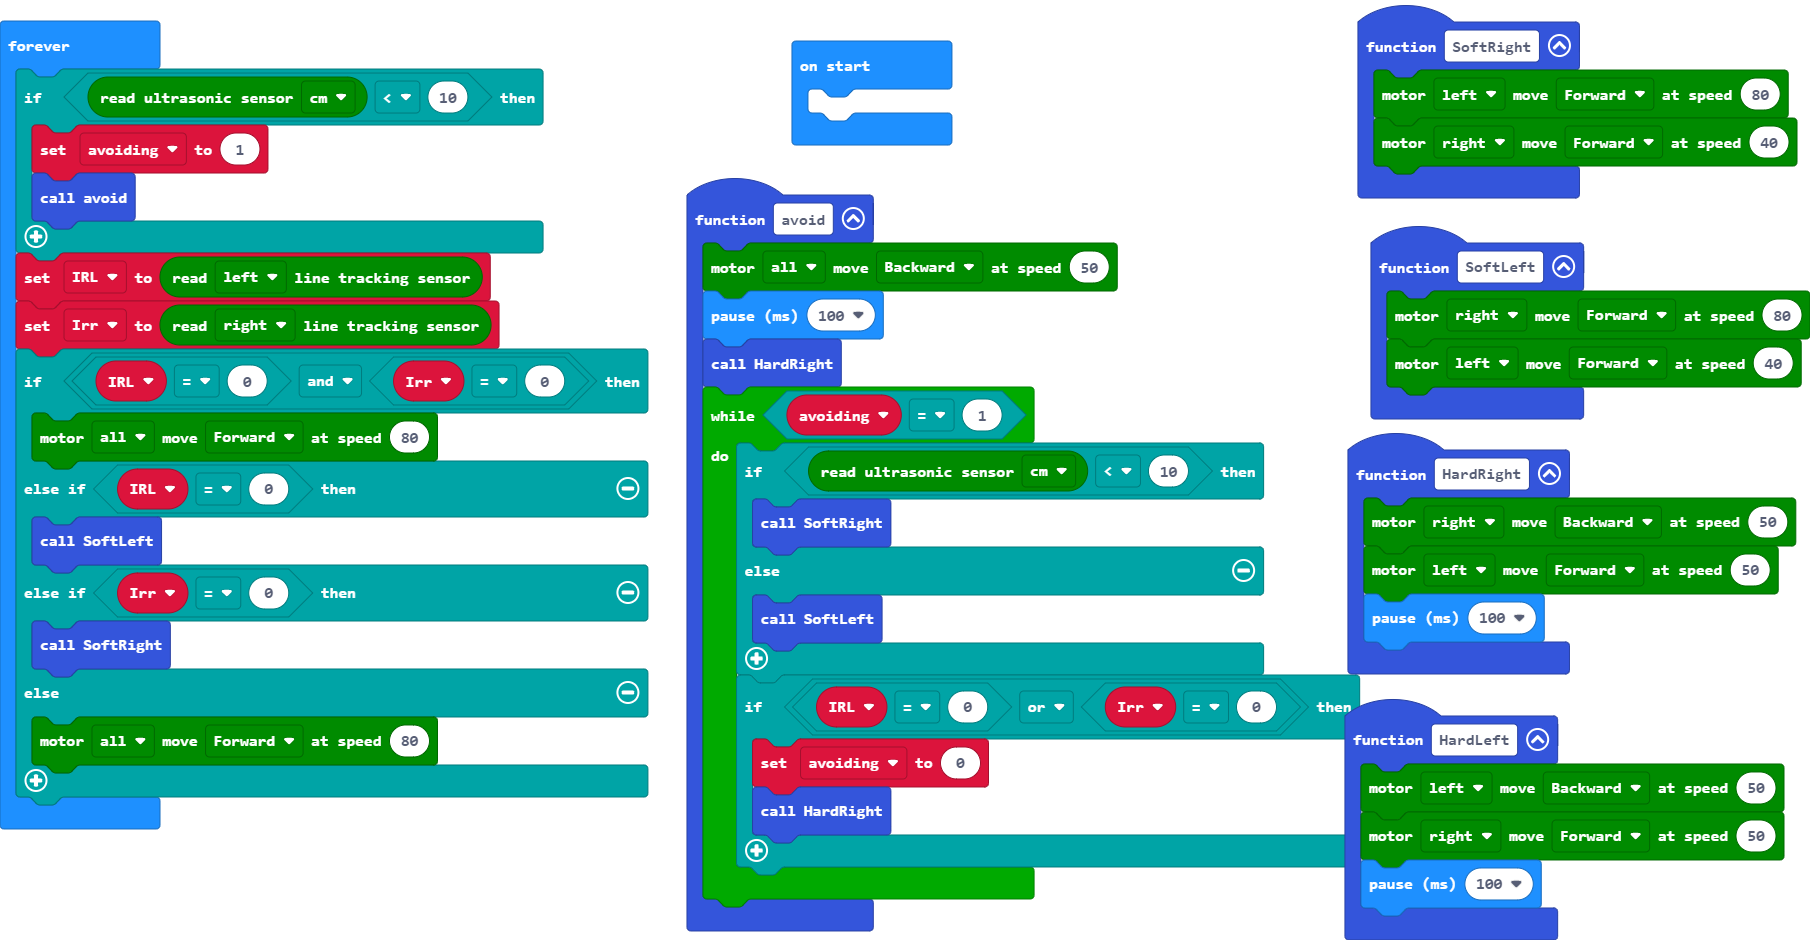 forever
if read ultrasonic sensor cm < 10 then
set avoiding to 1
call avoid
set IRL to read left line tracking sensor
set Irr to read right line tracking sensor
if IRL = 0 and Irr = 0 then
motor all move Forward at speed 80
else if IRL = 0 then
call SoftLeft
else if Irr = 0 then
call SoftRight
else
motor all move Forward at speed 80
on start
function avoid
motor all move Backward at speed 50
pause (ms) 100
call HardRight
while avoiding = 1
do if read ultrasonic sensor cm < 10 then
call SoftRight
else
call SoftLeft
if IRL = 0 or Irr = 0 then
set avoiding to 0
call HardRight
function SoftRight
motor left move Forward at speed 80
motor right move Forward at speed 40
function SoftLeft
motor right move Forward at speed 80
motor left move Forward at speed 40
function HardRight
motor right move Backward at speed 50
motor left move Forward at speed 50
pause (ms) 100
function HardLeft
motor left move Backward at speed 50
motor right move Forward at speed 50
pause (ms) 100